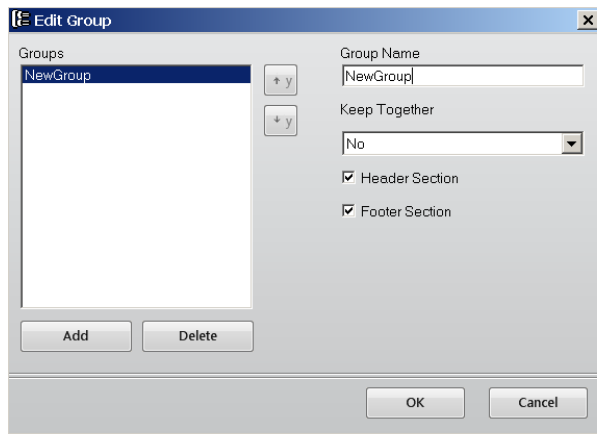 Edit Group
Groups
NewGroup
y
y
Add
Delete
Group Name
NewGroup
Keep Together
No
Header Section
Footer Section
OK
Cancel